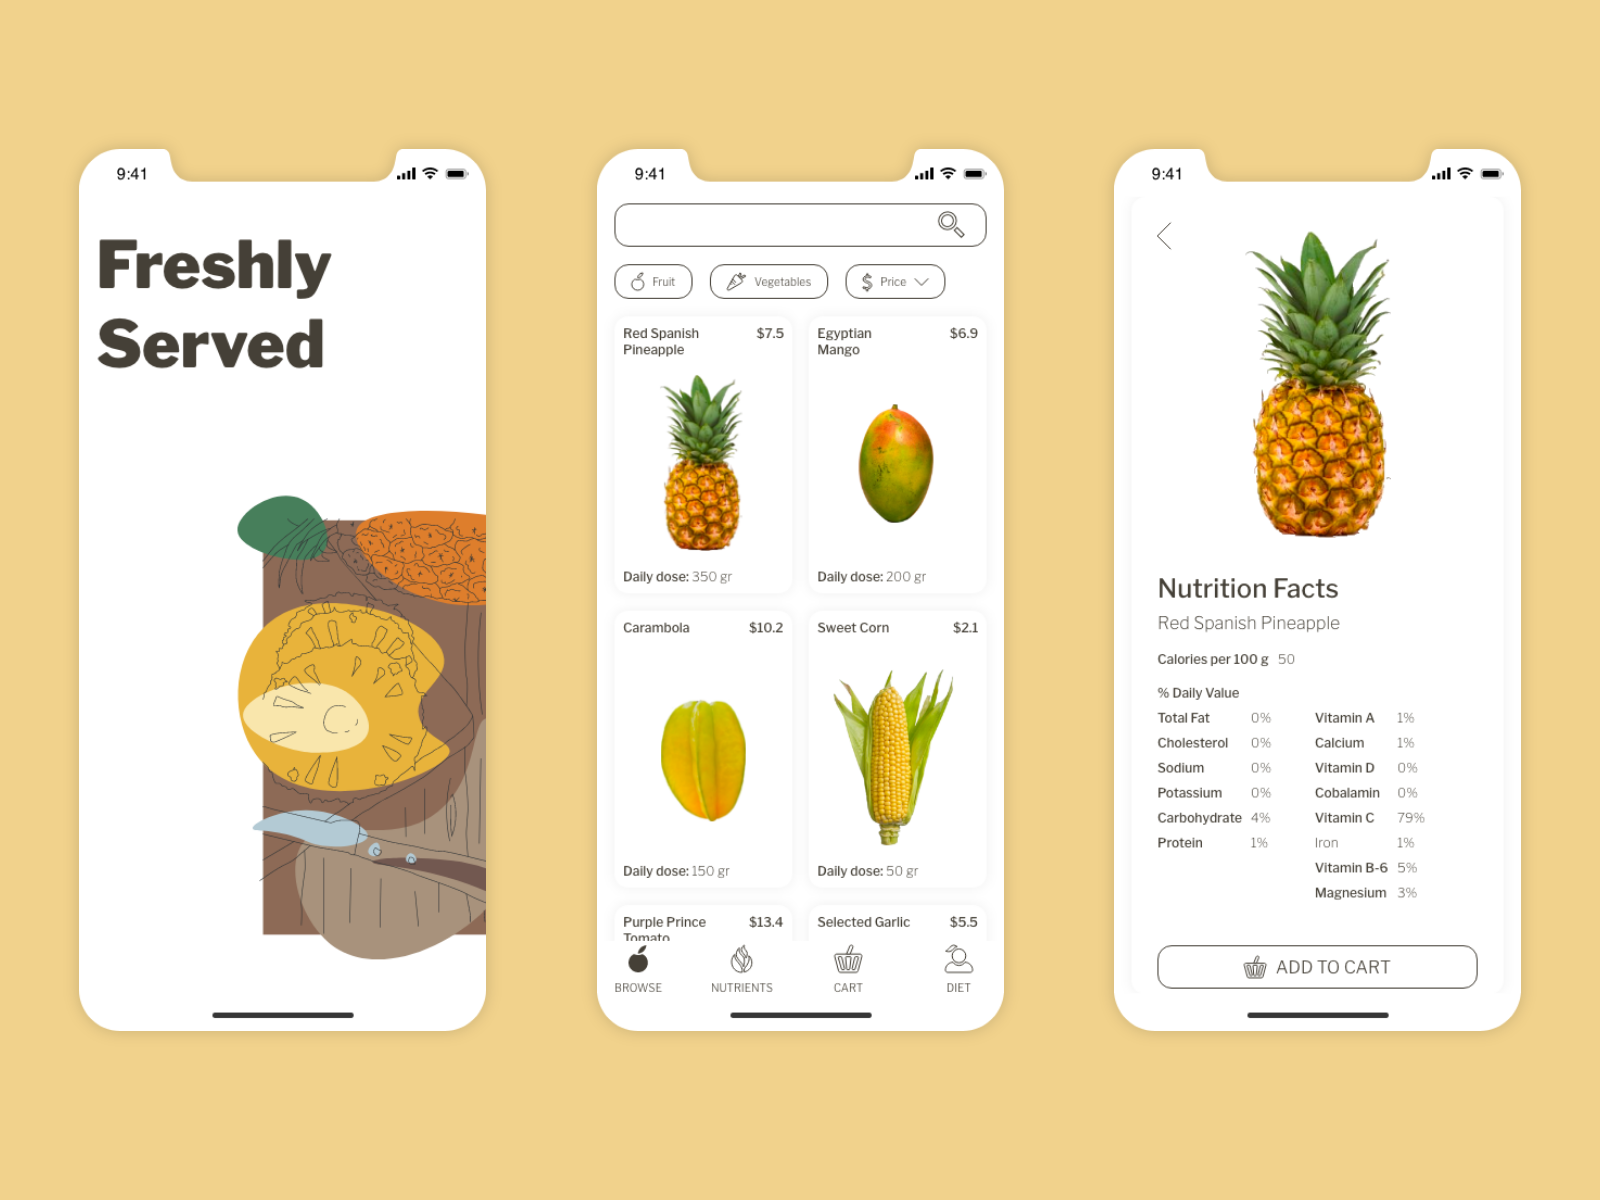 9:41
Freshly
Served
9:41
Fruit
Vegetables
$ Price
Red Spanish
Pineapple
$7.5
Daily dose: 350 gr
Egyptian
Mango
$6.9
Daily dose: 200 gr
Carambola
$10.2
Daily dose: 150 gr
Sweet Corn
$2.1
Daily dose: 50 gr
Purple Prince
Tomato
$13.4
Selected Garlic
$5.5
BROWSE
NUTRIENTS
CART
DIET
9:41
Nutrition Facts
Red Spanish Pineapple
Calories per 100 g 50
% Daily Value
Total Fat 0%
Cholesterol 0%
Sodium 0%
Potassium 0%
Carbohydrate 4%
Protein 1%
Vitamin A 1%
Calcium 1%
Vitamin D 0%
Cobalamin 0%
Vitamin C 79%
Iron 1%
Vitamin B-6 5%
Magnesium 3%
ADD TO CART